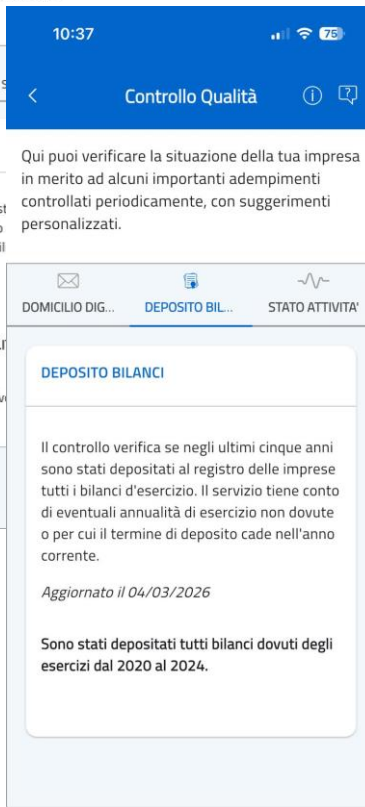 10:37
75
Controllo Qualità
Qui puoi verificare la situazione della tua impresa
in merito ad alcuni importanti adempimenti
controllati periodicamente, con suggerimenti
personalizzati.
DOMICILIO DIG...
DEPOSITO BIL...
STATO ATTIVITA'
DEPOSITO BILANCI
Il controllo verifica se negli ultimi cinque anni
sono stati depositati al registro delle imprese
tutti i bilanci d'esercizio. Il servizio tiene conto
di eventuali annualità di esercizio non dovute
o per cui il termine di deposito cade nell'anno
corrente.
Aggiornato il 04/03/2026
Sono stati depositati tutti bilanci dovuti degli
esercizi dal 2020 al 2024.